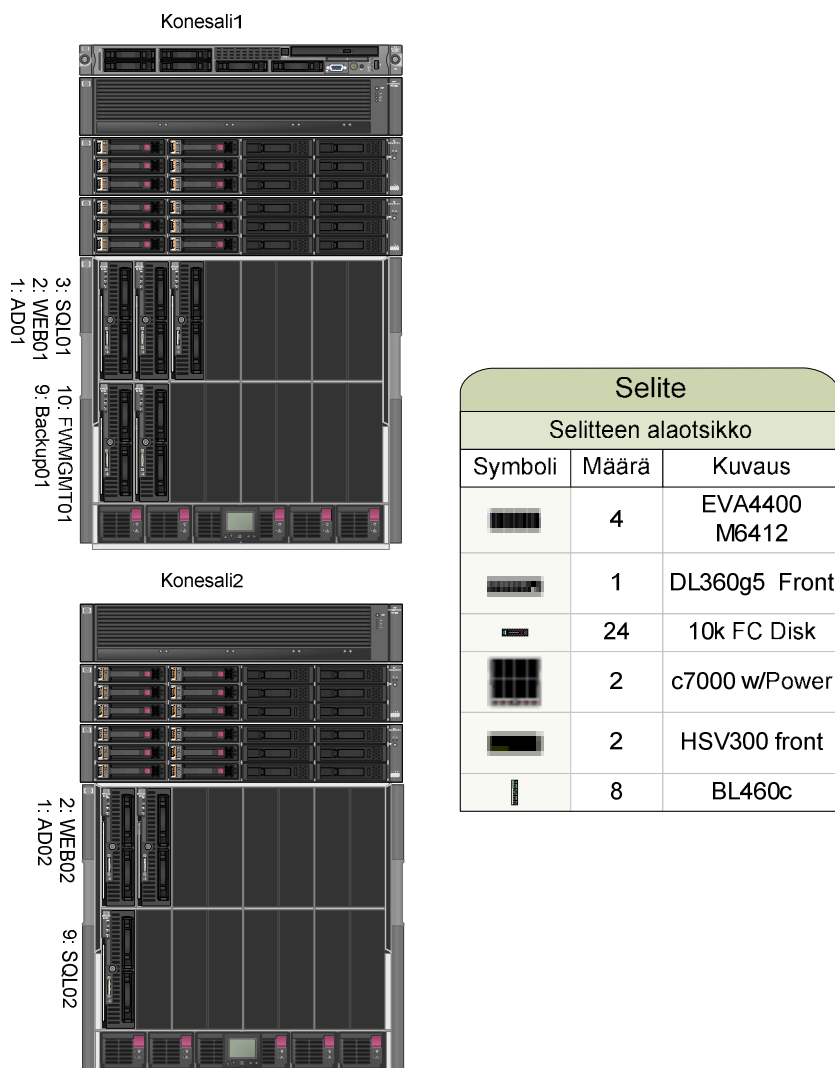 Konesali1
3: SQL01
2: WEB01
1: AD01
10: FWMGMT01
9: Backup01
Konesali2
2: WEB02
1: AD02
9: SQL02
Selite
Selitteen alaotsikko
Symboli Määrä Kuvaus
4 EVA4400
M6412
1 DL360g5 Front
24 10k FC Disk
2 c7000 w/Power
2 HSV300 front
8 BL460c